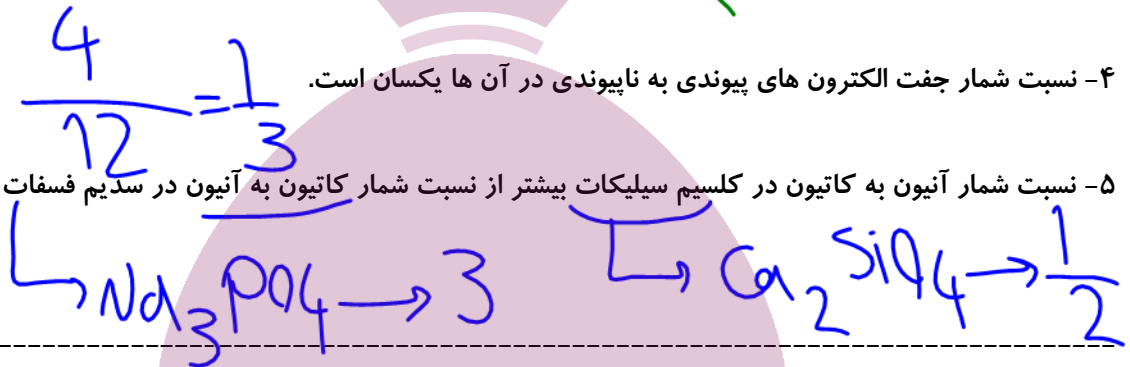 ۴- نسبت شمار جفت الکترون های پیوندی به ناپیوندی در آن ها یکسان است.
4/12 = 1/3
۵- نسبت شمار آنیون به کاتیون در کلسیم سیلیکات بیشتر از نسبت شمار کاتیون به آنیون در سدیم فسفات
Na3PO4 → 3 Ca2SiO4 → 1/2